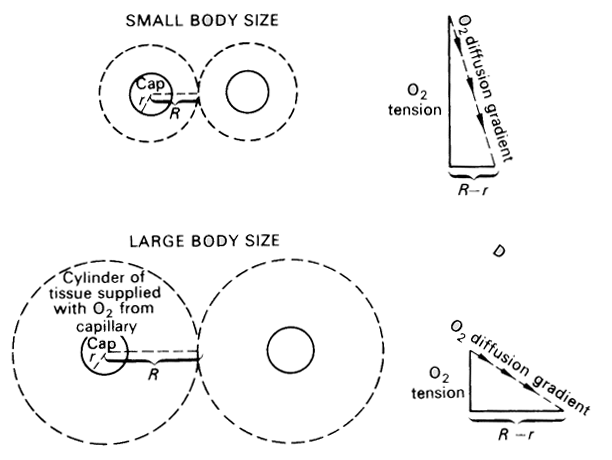 SMALL BODY SIZE
Cap
r
R
O2
tension
O2 diffusion gradient
R–r
LARGE BODY SIZE
Cylinder of
tissue supplied
with O2 from
capillary
Cap
r
R
D
O2
tension
O2 diffusion gradient
R–r